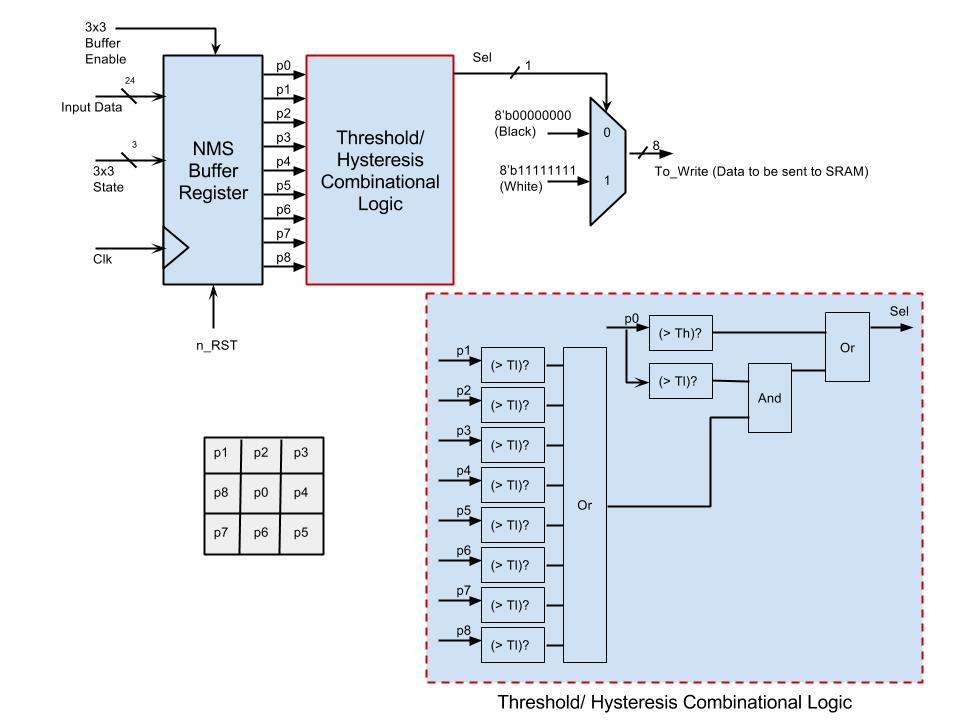 3x3
Buffer
Enable
24
Input Data
3
3x3
State
Clk
n_RST
NMS
Buffer
Register
p0
p1
p2
p3
p4
p5
p6
p7
p8
Threshold/
Hysteresis
Combinational
Logic
Sel
1
8'b00000000
(Black)
8'b11111111
(White)
0
1
8
To_Write (Data to be sent to SRAM)
p1 p2 p3
p8 p0 p4
p7 p6 p5
p1 (> Tl)?
p2 (> Tl)?
p3 (> Tl)?
p4 (> Tl)?
p5 (> Tl)?
p6 (> Tl)?
p7 (> Tl)?
p8 (> Tl)?
Or
p0 (> Th)?
(> Tl)?
And
Or
Sel
Threshold/ Hysteresis Combinational Logic